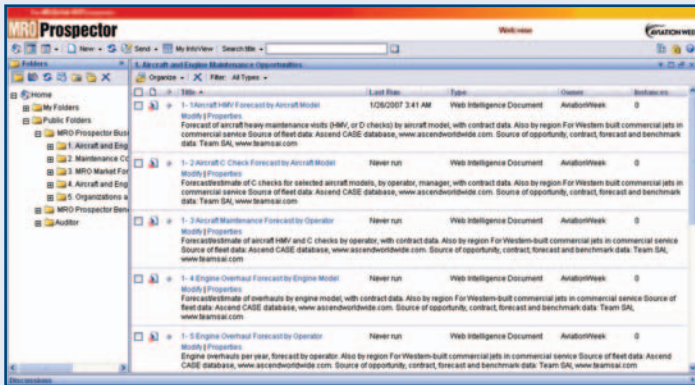 MRO Prospector
Welcome
AVIATION WEEK
New
Send
My InfoView
Search title
Folders
1. Aircraft and Engine Maintenance Opportunities
Organize
Filter: All Types
Home
My Folders
Public Folders
MRO Prospector Bus
1. Aircraft and Eng
2. Maintenance CC
3. MRO Market For
4. Aircraft and Eng
5. Organizations a
MRO Prospector Ben
Auditor
Title Last Run Type Owner Instances
1- 1Aircraft HMV Forecast by Aircraft Model 1/26/2007 3:41 AM Web Intelligence Document AviationWeek 0
Modify | Properties
Forecast of aircraft heavy maintenance visits (HMV, or D checks) by aircraft model, with contract data. Also by region For Western-built commercial jets in
commercial service Source of fleet data: Ascend CASE database, www.ascendworldwide.com. Source of opportunity, contract, forecast and benchmark
data: Team SAI, www.teamsai.com
1- 2 Aircraft C Check Forecast by Aircraft Model Never run Web Intelligence Document AviationWeek 0
Modify | Properties
Forecast/estimate of C checks for selected aircraft models, by operator, manager, with contract data. Also by region For Western-built commercial jets in
commercial service Source of fleet data: Ascend CASE database, www.ascendworldwide.com. Source of opportunity, contract, forecast and benchmark
data: Team SAI, www.teamsai.com
1- 3 Aircraft Maintenance Forecast by Operator Never run Web Intelligence Document AviationWeek 0
Modify | Properties
Forecast/estimate of aircraft HMV and C checks by operator, with contract data. Also by region For Western-built commercial jets in commercial service
Source of fleet data: Ascend CASE database, www.ascendworldwide.com. Source of opportunity, contract, forecast and benchmark data: Team SAI,
www.teamsai.com
1- 4 Engine Overhaul Forecast by Engine Model Never run Web Intelligence Document AviationWeek 0
Modify | Properties
Forecast/estimate of overhauls by engine model, with contract data. Also by region For Western-built commercial jets in commercial service Source of
fleet data: Ascend CASE database, www.ascendworldwide.com. Source of opportunity, contract, forecast and benchmark data: Team SAI,
www.teamsai.com
1- 5 Engine Overhaul Forecast by Operator Never run Web Intelligence Document AviationWeek 0
Modify | Properties
Engine overhauls per year, forecast by operator. Also by region For Western-built commercial jets in commercial service Source of fleet data: Ascend
CASE database, www.ascendworldwide.com. Source of opportunity, contract, forecast and benchmark data: Team SAI, www.teamsai.com
Discussions